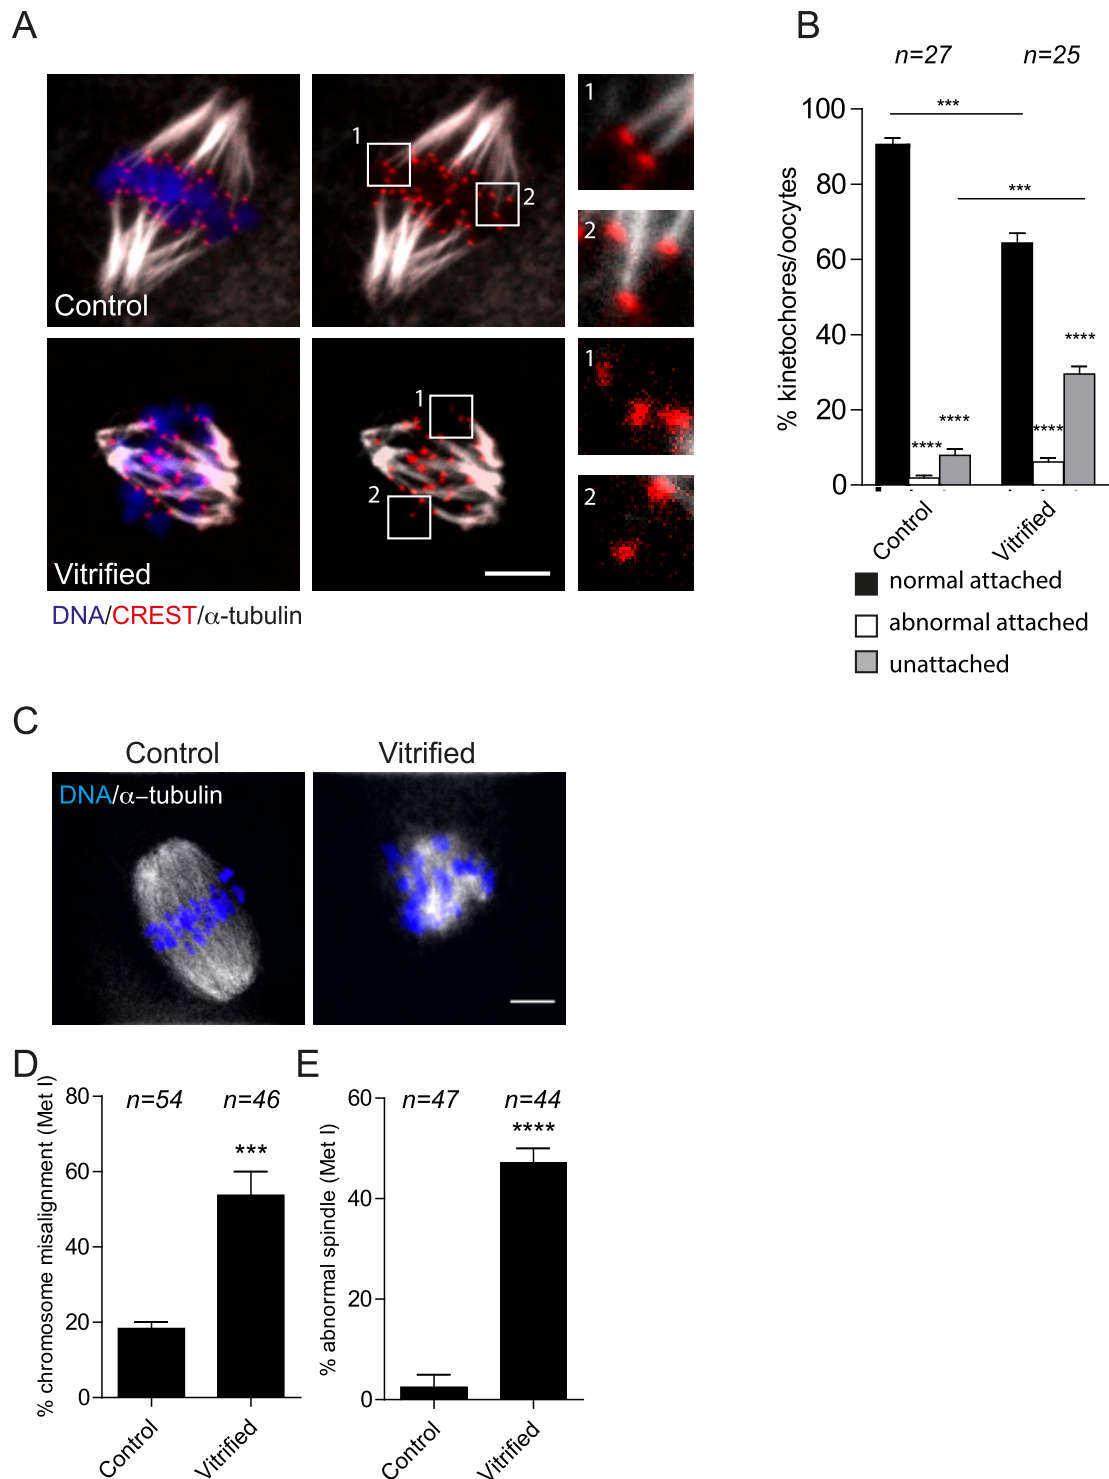 A
1
2
1
2
Control
1
2
1
2
Vitrified
DNA/CREST/α-tubulin
B
n=27 n=25
100
80
60
40
20
0
% kinetochores/oocytes
***
***
****
****
****
****
Control
Vitrified
normal attached
abnormal attached
unattached
C
Control Vitrified
DNA/α-tubulin
D
80
60
40
20
0
% chromosome misalignment (Met I)
n=54 n=46
***
Control
Vitrified
E
60
40
20
0
% abnormal spindle (Met I)
n=47 n=44
****
Control
Vitrified